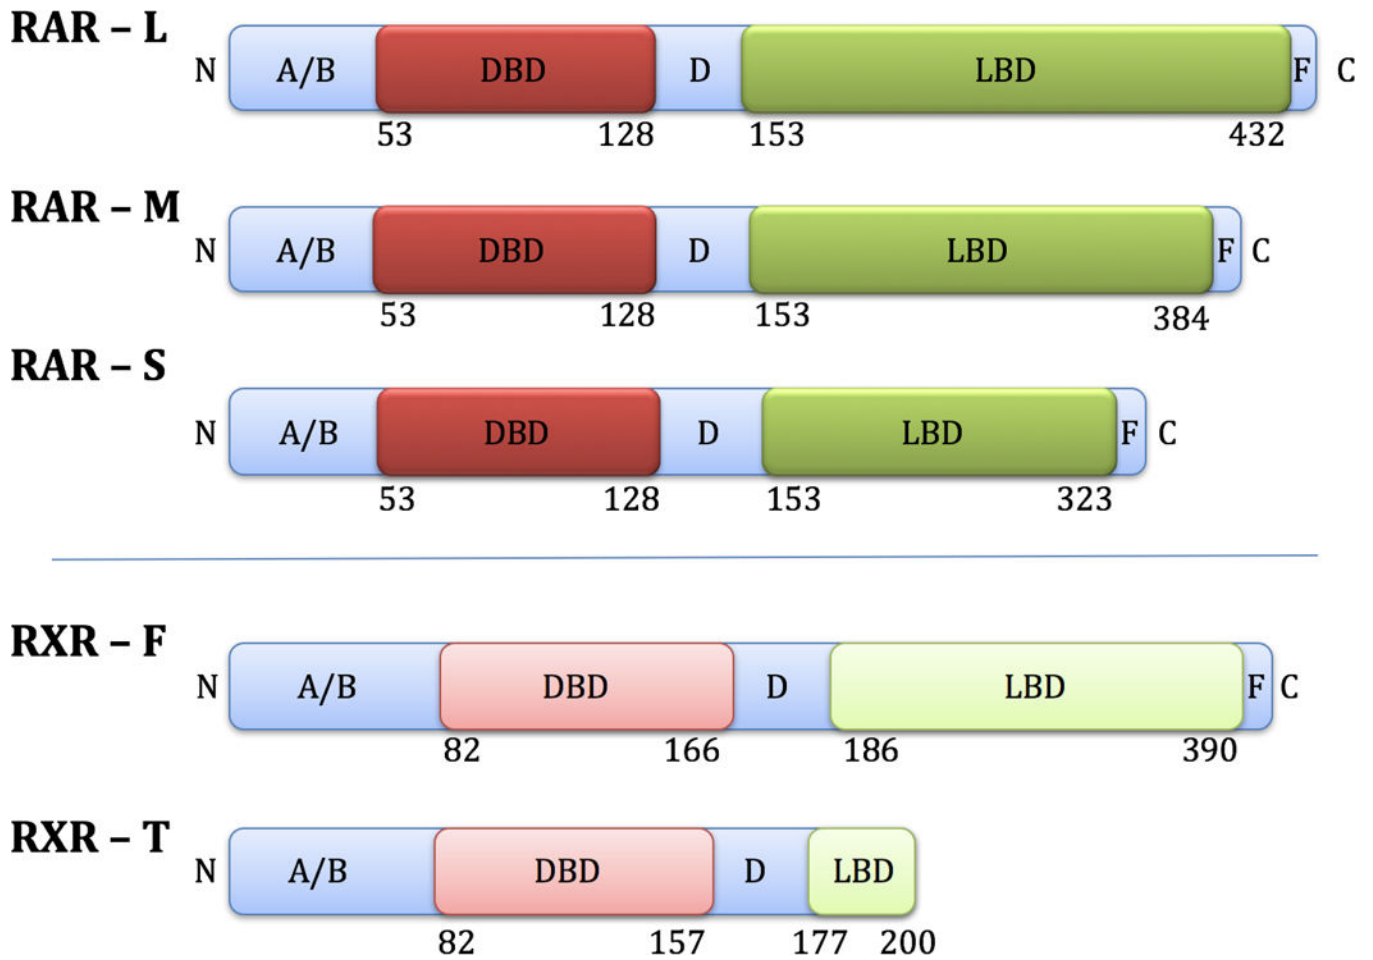 RAR – L
N A/B DBD D LBD F C
53 128 153 432
RAR – M
N A/B DBD D LBD F C
53 128 153 384
RAR – S
N A/B DBD D LBD F C
53 128 153 323
RXR – F
N A/B DBD D LBD F C
82 166 186 390
RXR – T
N A/B DBD D LBD
82 157 177 200